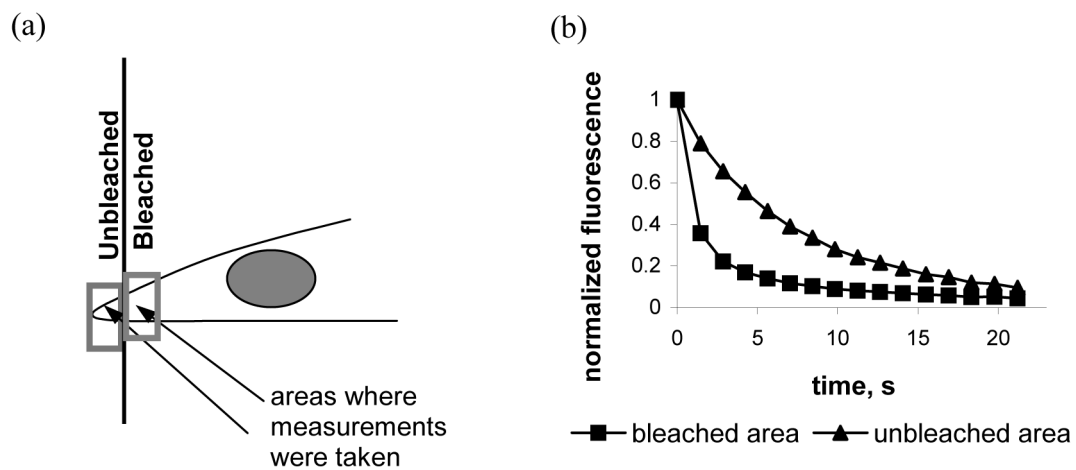 (a)
Unbleached
Bleached
areas where
measurements
were taken
(b)
normalized fluorescence
1
0.8
0.6
0.4
0.2
0
0 5 10 15 20
time, s
bleached area unbleached area